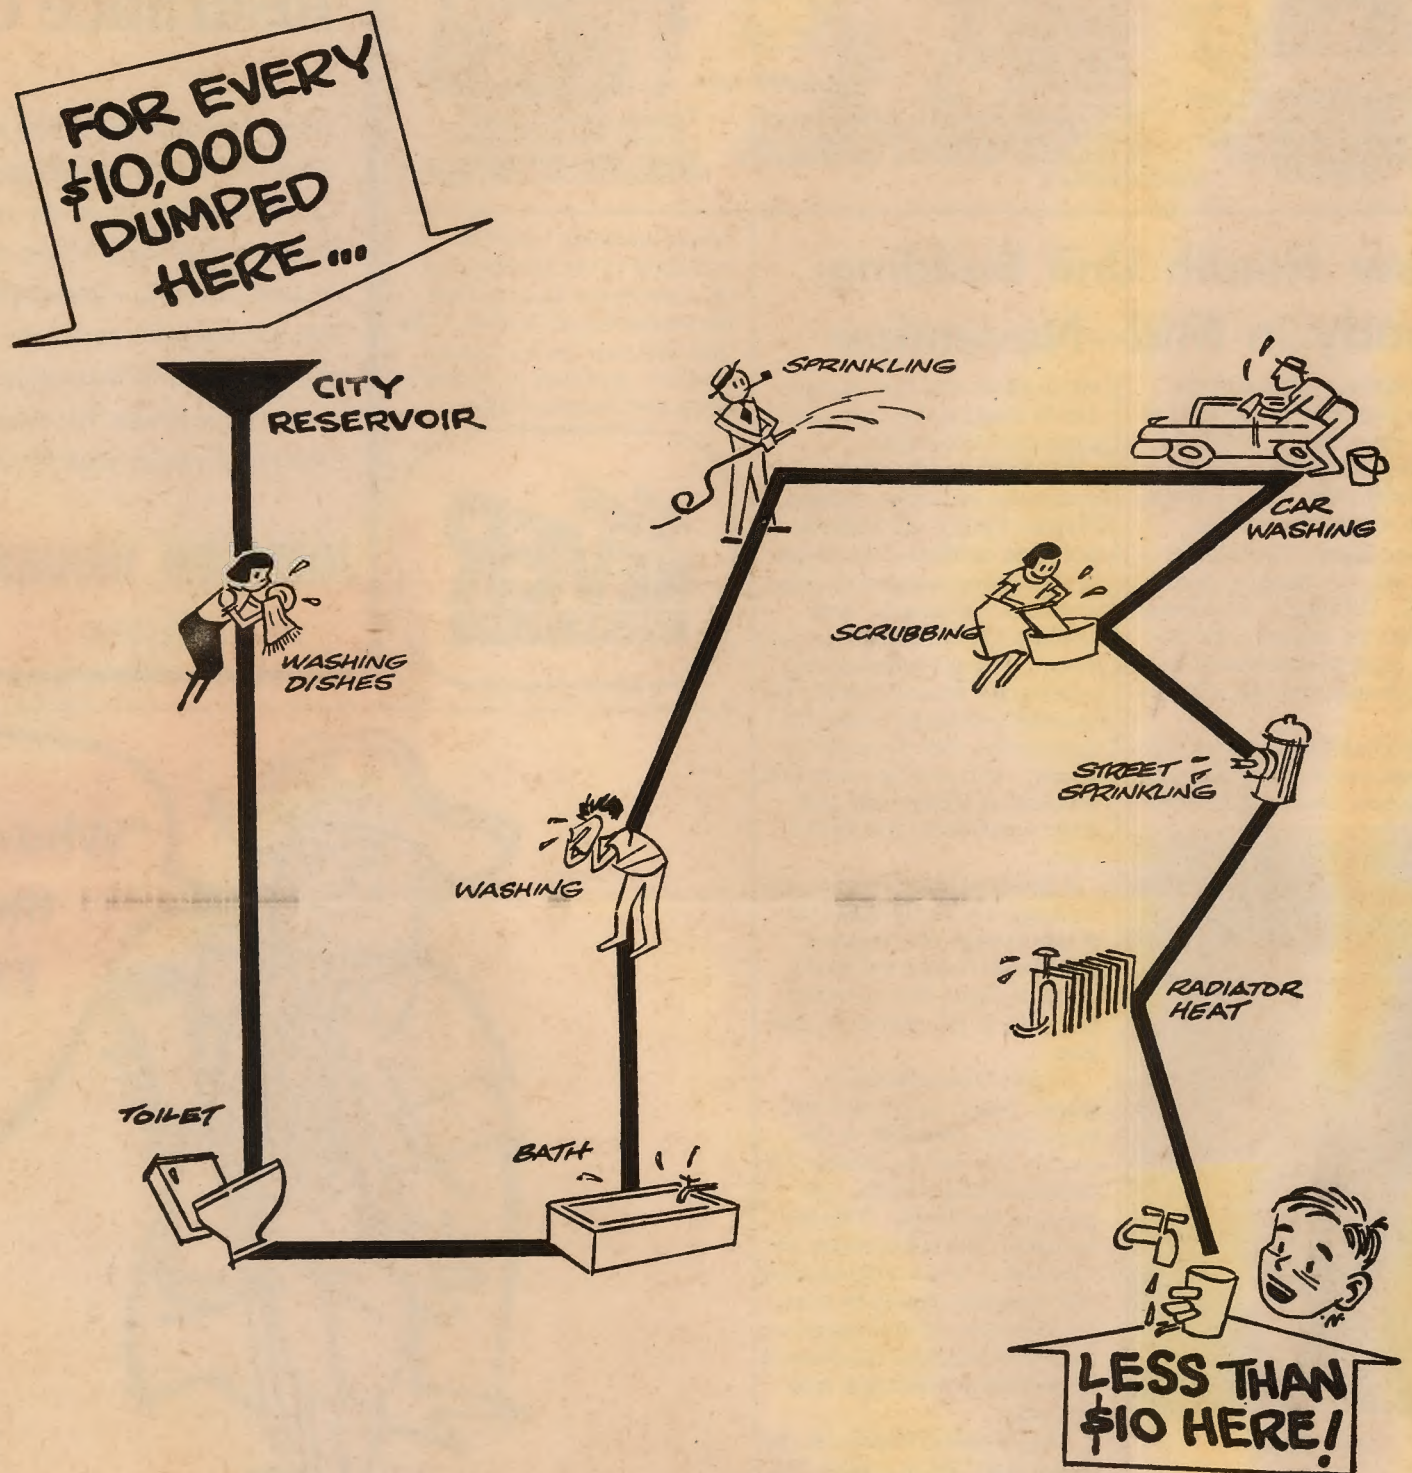 FOR EVERY
$10,000
DUMPED
HERE...
CITY
RESERVOIR
WASHING
DISHES
TOILET
BATH
WASHING
SPRINKLING
CAR
WASHING
SCRUBBING
STREET
SPRINKLING
RADIATOR
HEAT
LESS THAN
$10 HERE!